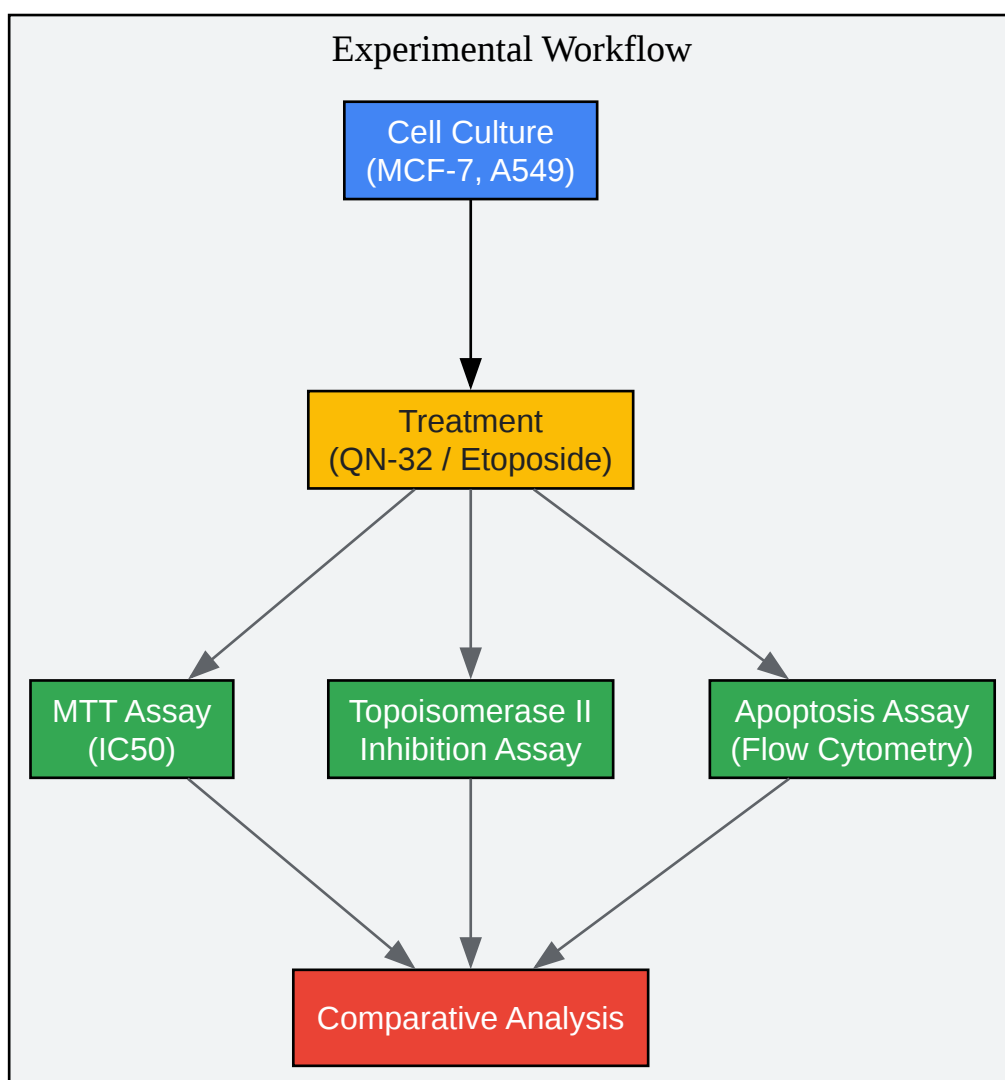 Experimental Workflow
Cell Culture
(MCF-7, A549)
Treatment
(QN-32 / Etoposide)
MTT Assay
(IC50)
Topoisomerase II
Inhibition Assay
Apoptosis Assay
(Flow Cytometry)
Comparative Analysis